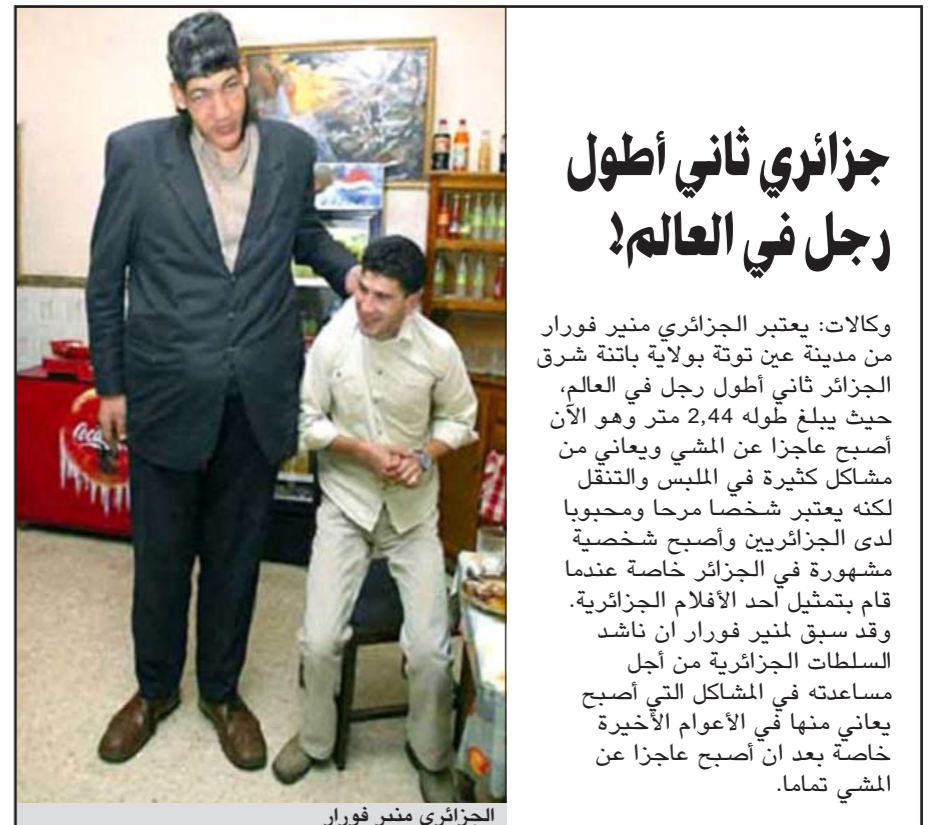 جزائري ثاني أطول
رجل في العالم!
وكالات: يعتبر الجزائري منير فورار
من مدينة عين توتة بولاية باتنة شرق
الجزائر ثاني أطول رجل في العالم،
حيث يبلغ طوله 2,44 متر وهو الآن
أصبح عاجزا عن المشي ويعاني من
مشاكل كثيرة في الملبس والتنقل
لكنه يعتبر شخصا مرحا ومحبوبا
لدى الجزائريين وأصبح شخصية
مشهورة في الجزائر خاصة عندما
قام بتمثيل احد الأفلام الجزائرية.
وقد سبق لمنير فورار ان ناشد
السلطات الجزائرية من أجل
مساعدته في المشاكل التي أصبح
يعاني منها في الأعوام الأخيرة
خاصة بعد ان أصبح عاجزا عن
المشي تماما.
الجزائري منير فورار